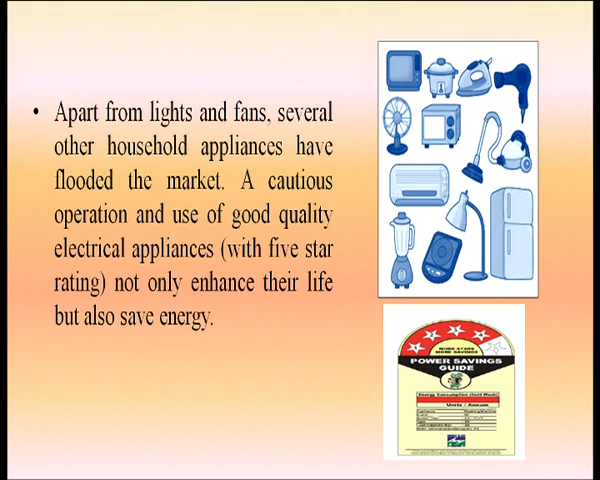 • Apart from lights and fans, several
other household appliances have
flooded the market. A cautious
operation and use of good quality
electrical appliances (with five star
rating) not only enhance their life
but also save energy.
MORE STARS
MORE SAVINGS
POWER SAVINGS
GUIDE
Energy Consumption
Units / Annum